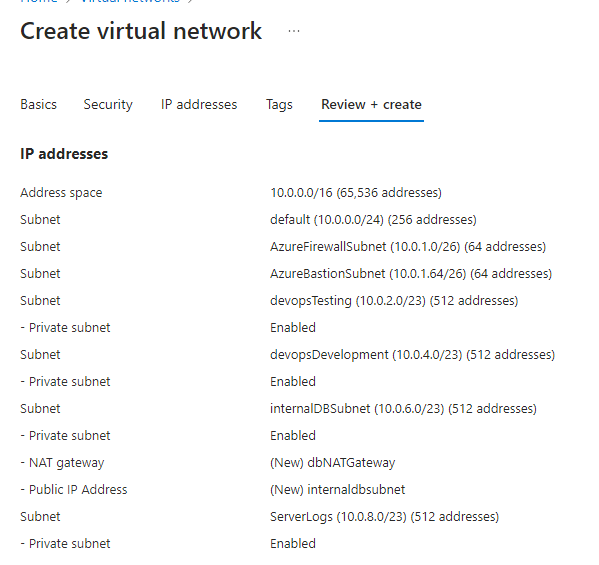 Home > Virtual networks >
Create virtual network ...
Basics Security IP addresses Tags Review + create
IP addresses
Address space 10.0.0.0/16 (65,536 addresses)
Subnet default (10.0.0.0/24) (256 addresses)
Subnet AzureFirewallSubnet (10.0.1.0/26) (64 addresses)
Subnet AzureBastionSubnet (10.0.1.64/26) (64 addresses)
Subnet devopsTesting (10.0.2.0/23) (512 addresses)
- Private subnet Enabled
Subnet devopsDevelopment (10.0.4.0/23) (512 addresses)
- Private subnet Enabled
Subnet internalDBSubnet (10.0.6.0/23) (512 addresses)
- Private subnet Enabled
- NAT gateway (New) dbNATGateway
- Public IP Address (New) internaldbsubnet
Subnet ServerLogs (10.0.8.0/23) (512 addresses)
- Private subnet Enabled